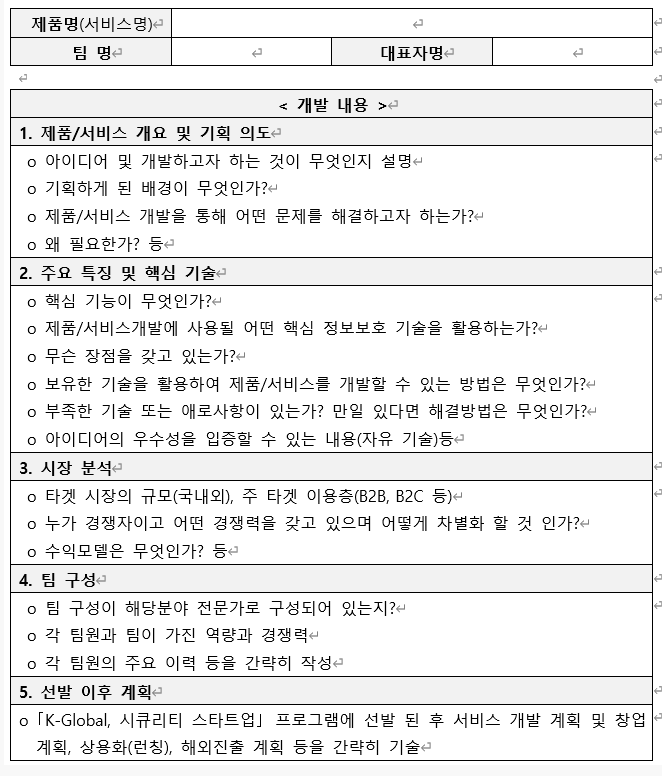 제품명(서비스명)
팀 명 대표자명
< 개발 내용 >
1. 제품/서비스 개요 및 기획 의도
o 아이디어 및 개발하고자 하는 것이 무엇인지 설명
o 기획하게 된 배경이 무엇인가?
o 제품/서비스 개발을 통해 어떤 문제를 해결하고자 하는가?
o 왜 필요한가? 등
2. 주요 특징 및 핵심 기술
o 핵심 기능이 무엇인가?
o 제품/서비스개발에 사용될 어떤 핵심 정보보호 기술을 활용하는가?
o 무슨 장점을 갖고 있는가?
o 보유한 기술을 활용하여 제품/서비스를 개발할 수 있는 방법은 무엇인가?
o 부족한 기술 또는 애로사항이 있는가? 만일 있다면 해결방법은 무엇인가?
o 아이디어의 우수성을 입증할 수 있는 내용(자유 기술)등
3. 시장 분석
o 타겟 시장의 규모(국내외), 주 타겟 이용층(B2B, B2C 등)
o 누가 경쟁자이고 어떤 경쟁력을 갖고 있으며 어떻게 차별화 할 것 인가?
o 수익모델은 무엇인가? 등
4. 팀 구성
o 팀 구성이 해당분야 전문가로 구성되어 있는지?
o 각 팀원과 팀이 가진 역량과 경쟁력
o 각 팀원의 주요 이력 등을 간략히 작성
5. 선발 이후 계획
o 「K-Global, 시큐리티 스타트업」 프로그램에 선발 된 후 서비스 개발 계획 및 창업
계획, 상용화(런칭), 해외진출 계획 등을 간략히 기술